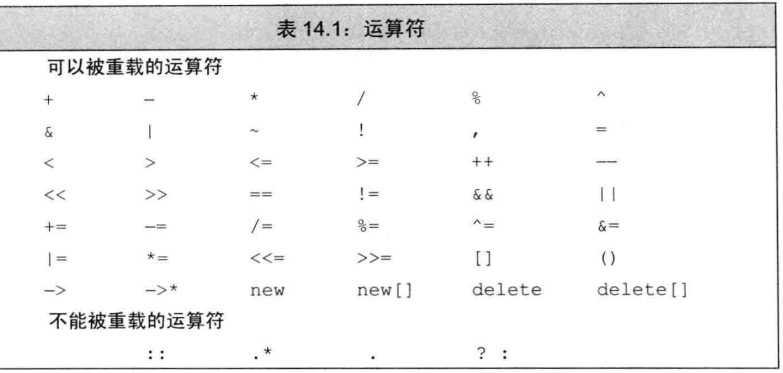 表 14.1：运算符
可以被重载的运算符
+ − * / % ^
& | ~ ! , =
< > <= >= ++ −−
<< >> == != && ||
+= −= /= %= ^= &=
|= *= <<= >>= [] ()
−> −>* new new[] delete delete[]
不能被重载的运算符
:: .* . ? :